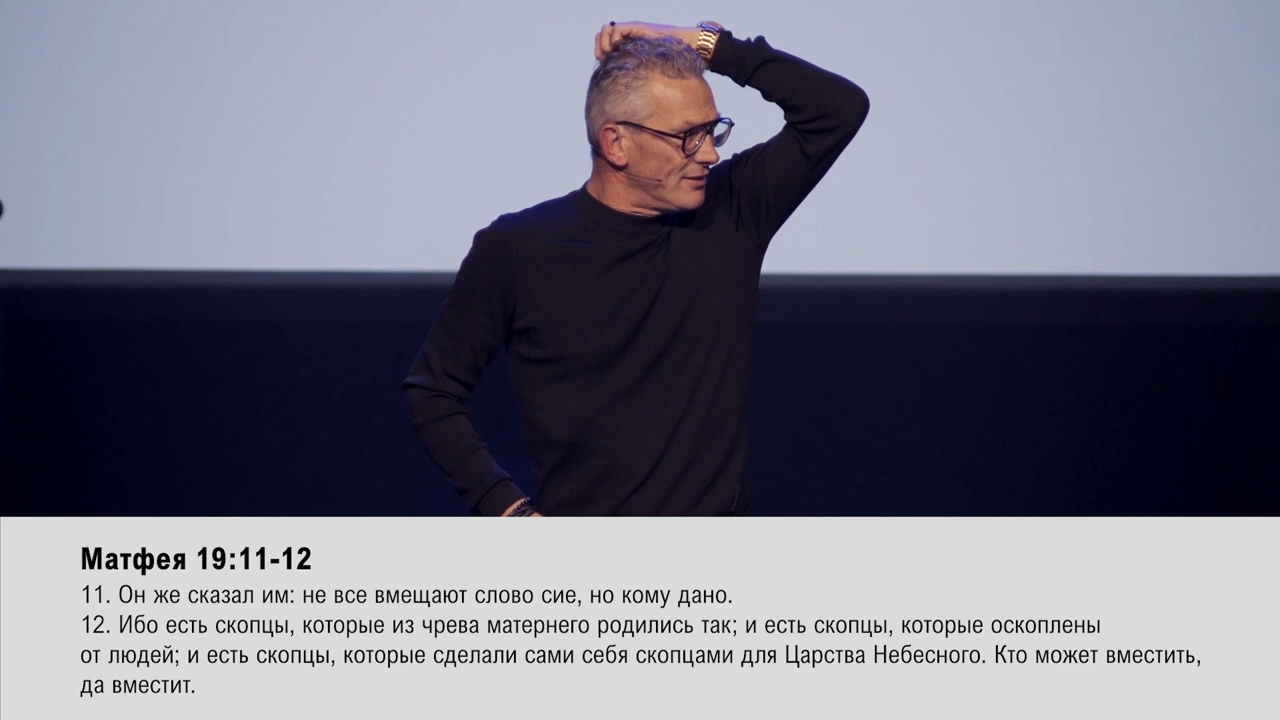 Матфея 19:11-12
11. Он же сказал им: не все вмещают слово сие, но кому дано.
12. Ибо есть скопцы, которые из чрева матернего родились так; и есть скопцы, которые оскоплены
от людей; и есть скопцы, которые сделали сами себя скопцами для Царства Небесного. Кто может вместить,
да вместит.